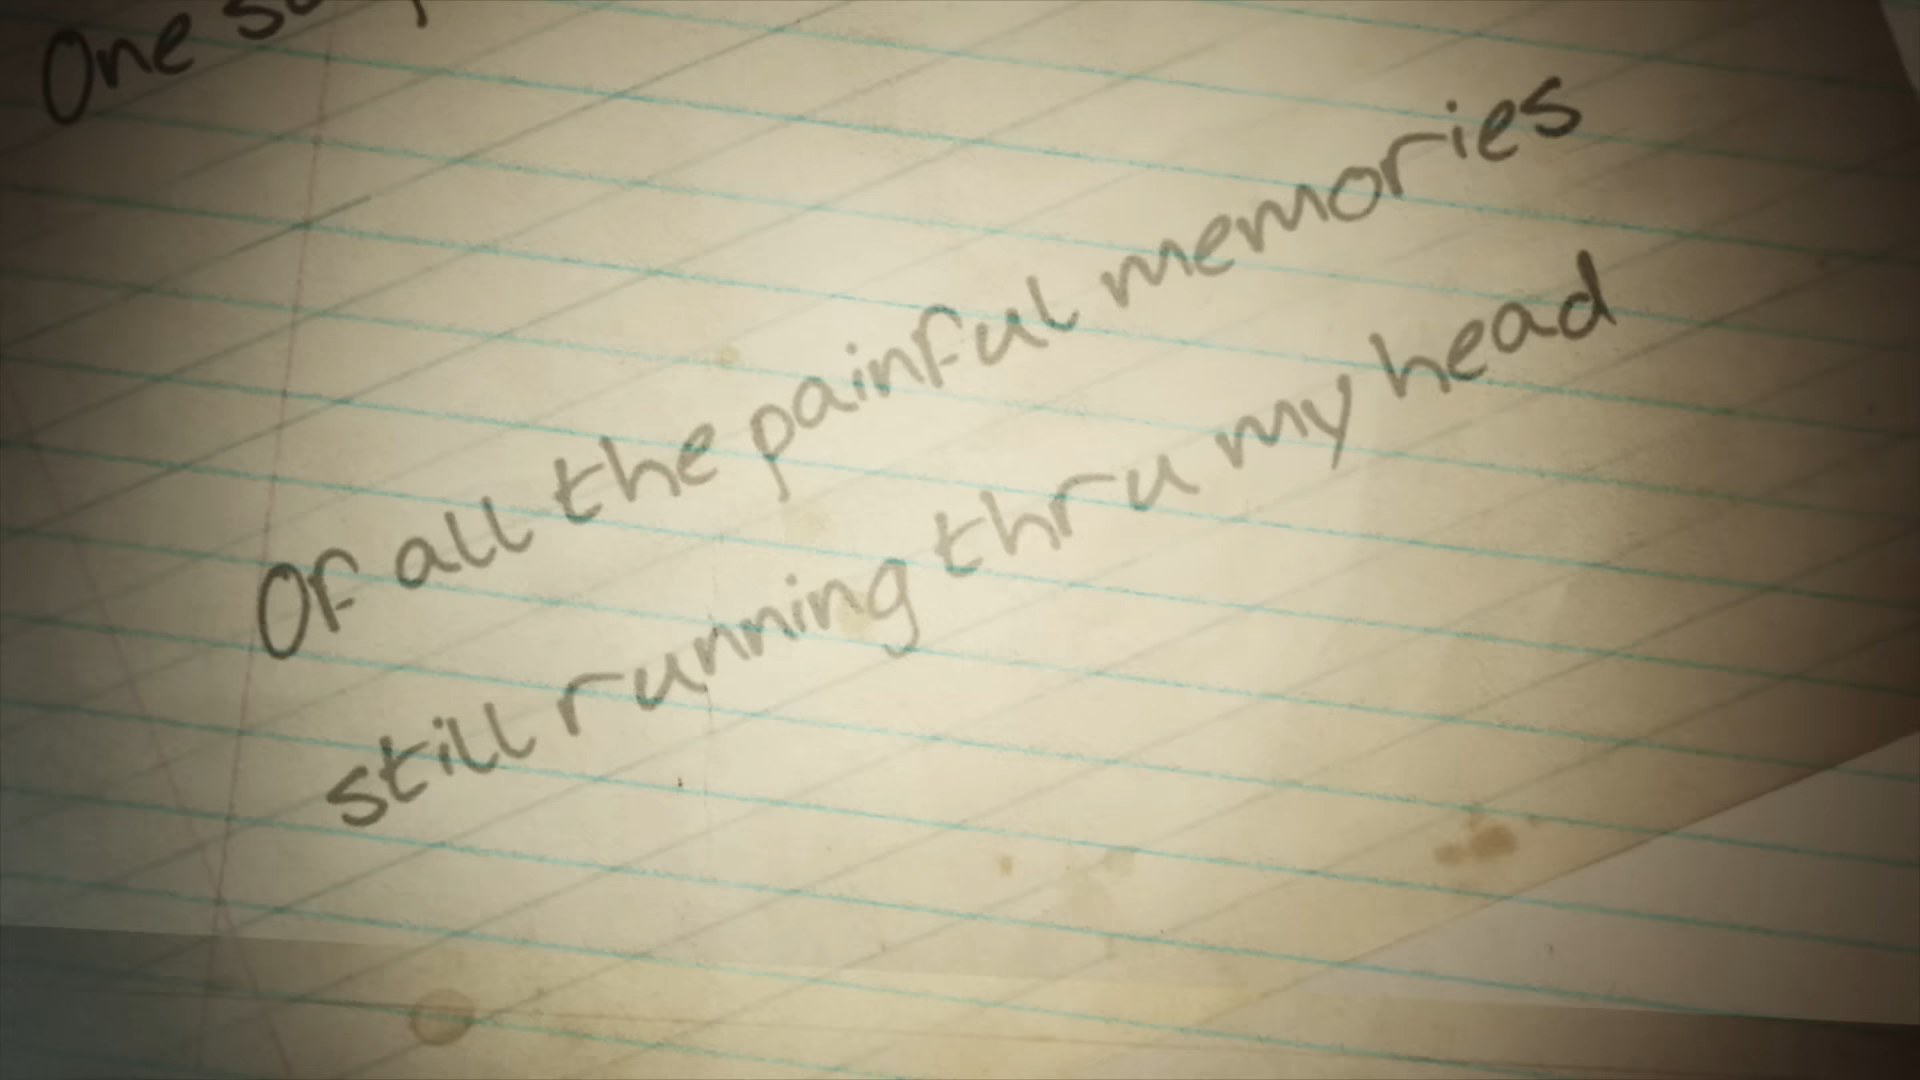 One
Of all the painful memories
still running thru my head